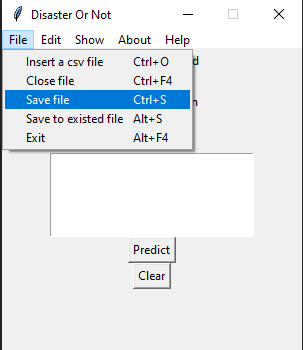 Disaster Or Not
File Edit Show About Help
Insert a csv file Ctrl+O
Close file Ctrl+F4
Save file Ctrl+S
Save to existed file Alt+S
Exit Alt+F4
Predict
Clear